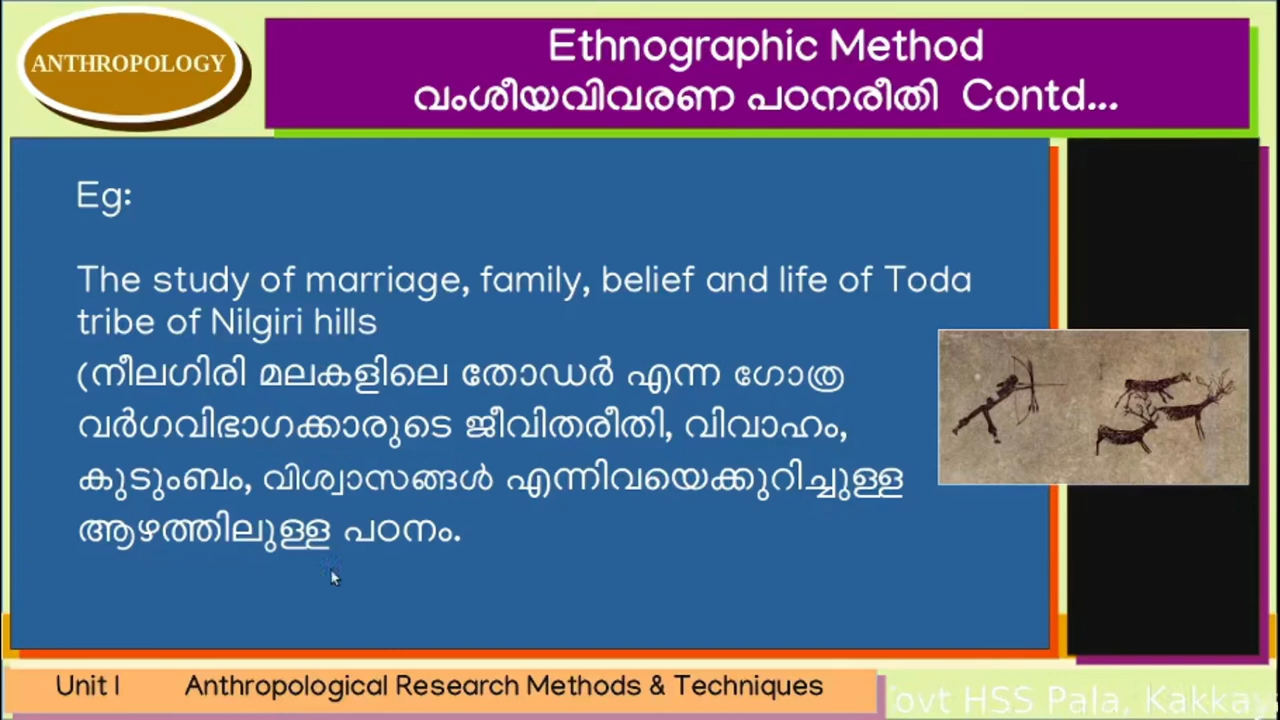 ANTHROPOLOGY
Ethnographic Method
വംശീയവിവരണ പഠനരീതി Contd...
Eg:
The study of marriage, family, belief and life of Toda
tribe of Nilgiri hills
(നീലഗിരി മലകളിലെ തോഡർ എന്ന ഗോത്ര
വർഗവിഭാഗക്കാരുടെ ജീവിതരീതി, വിവാഹം,
കുടുംബം, വിശ്വാസങ്ങൾ എന്നിവയെക്കുറിച്ചുള്ള
ആഴത്തിലുള്ള പഠനം.
Unit I Anthropological Research Methods & Techniques
HSS Pala,